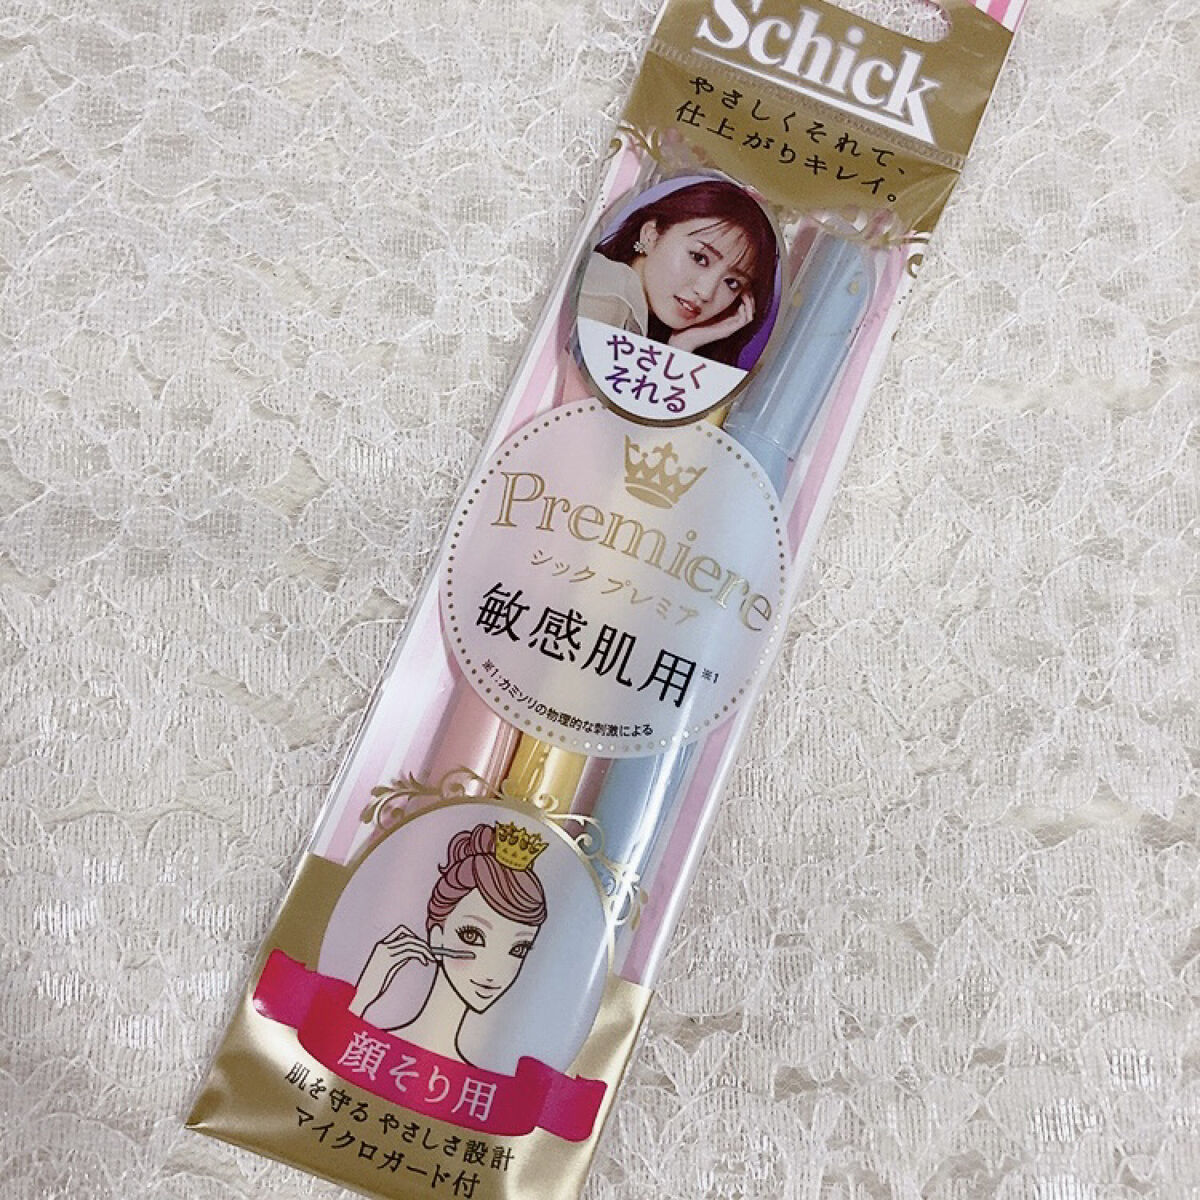 Schick
やさしくそれて、
仕上がりキレイ。
やさしく
それる
Premiere
シック プレミア
敏感肌用※1
※1:カミソリの物理的な刺激による
顔そり用
肌を守る やさしさ設計
マイクロガード付